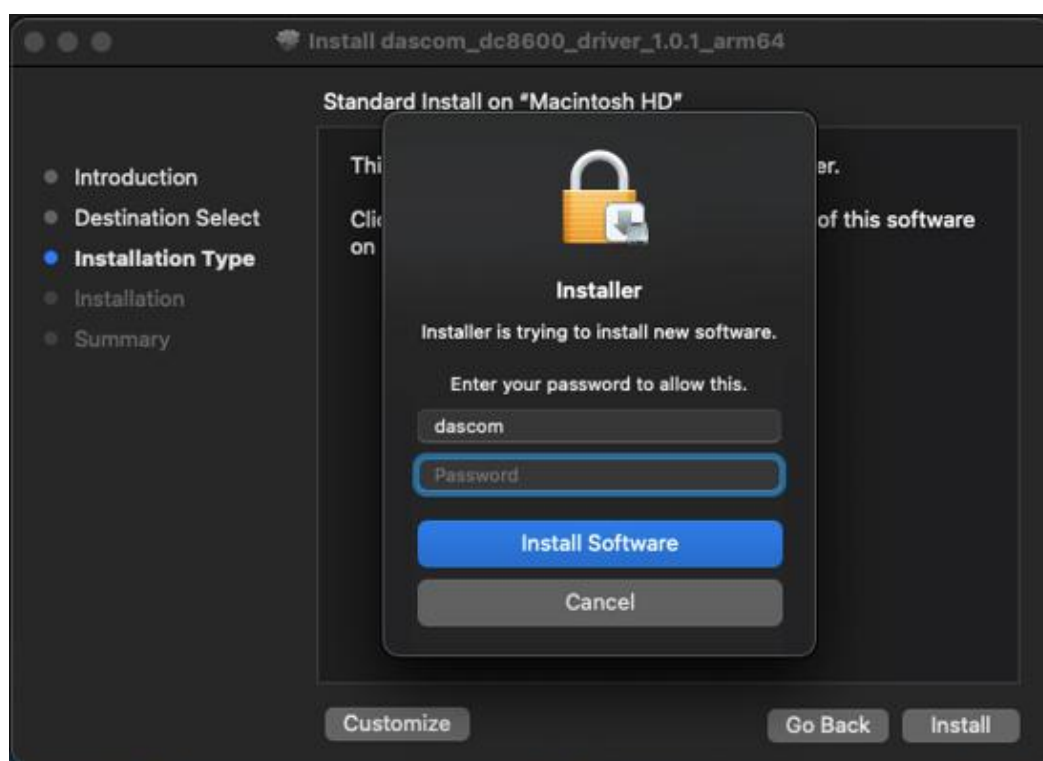 Install dascom_dc8600_driver_1.0.1_arm64
Standard Install on "Macintosh HD"
Introduction
Destination Select
Installation Type
Installation
Summary
er.
of this software
on
Installer
Installer is trying to install new software.
Enter your password to allow this.
dascom
Password
Install Software
Cancel
Customize
Go Back
Install